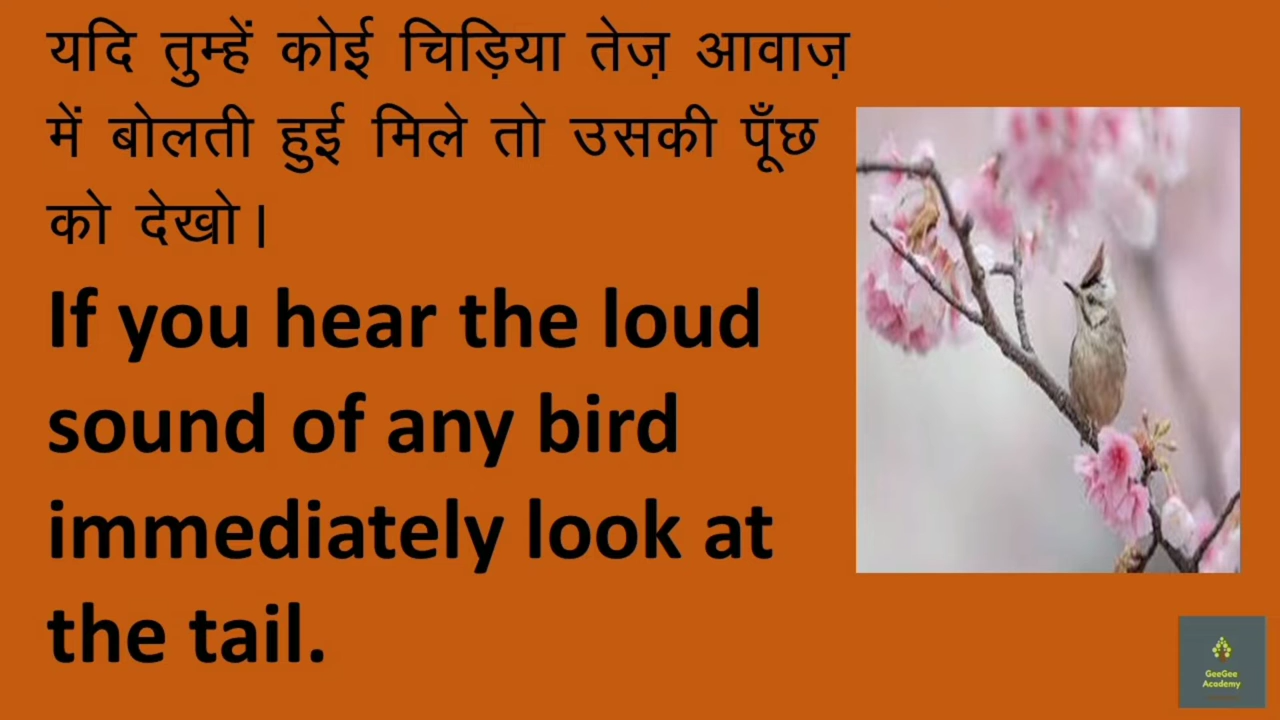 यदि तुम्हें कोई चिड़िया तेज़ आवाज़
में बोलती हुई मिले तो उसकी पूँछ
को देखो।
If you hear the loud
sound of any bird
immediately look at
the tail.
GeeGee
Academy